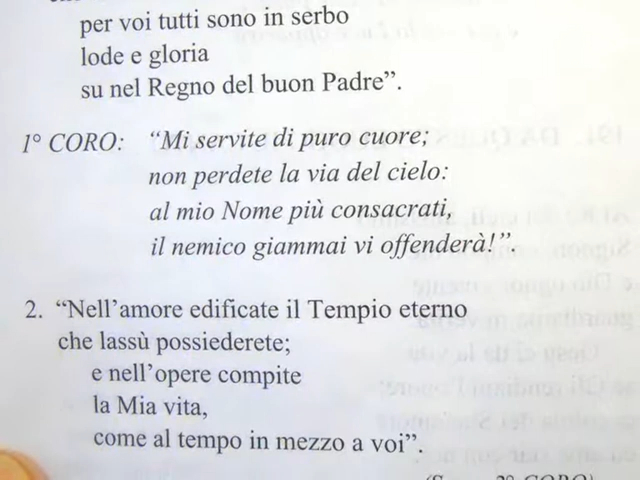 per voi tutti sono in serbo
lode e gloria
su nel Regno del buon Padre”.
1° CORO: “Mi servite di puro cuore;
non perdete la via del cielo:
al mio Nome più consacrati,
il nemico giammai vi offenderà!”.
2. “Nell’amore edificate il Tempio eterno
che lassù possiederete;
e nell’opere compite
la Mia vita,
come al tempo in mezzo a voi”.